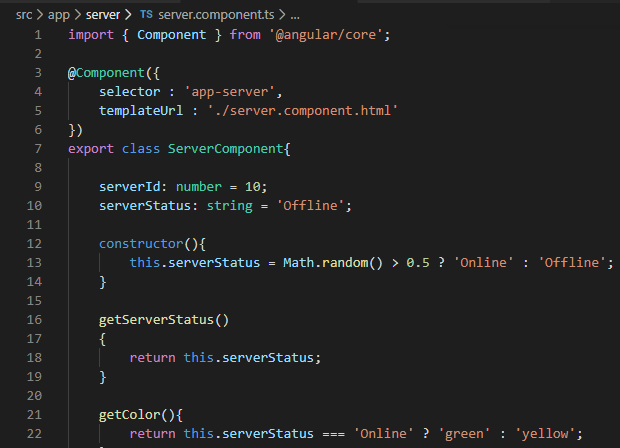 src > app > server > TS server.component.ts > ...
1 import { Component } from '@angular/core';
2
3 @Component({
4     selector : 'app-server',
5     templateUrl : './server.component.html'
6 })
7 export class ServerComponent{
8
9     serverId: number = 10;
10     serverStatus: string = 'Offline';
11
12     constructor(){
13         this.serverStatus = Math.random() > 0.5 ? 'Online' : 'Offline';
14     }
15
16     getServerStatus()
17     {
18         return this.serverStatus;
19     }
20
21     getColor(){
22         return this.serverStatus === 'Online' ? 'green' : 'yellow';